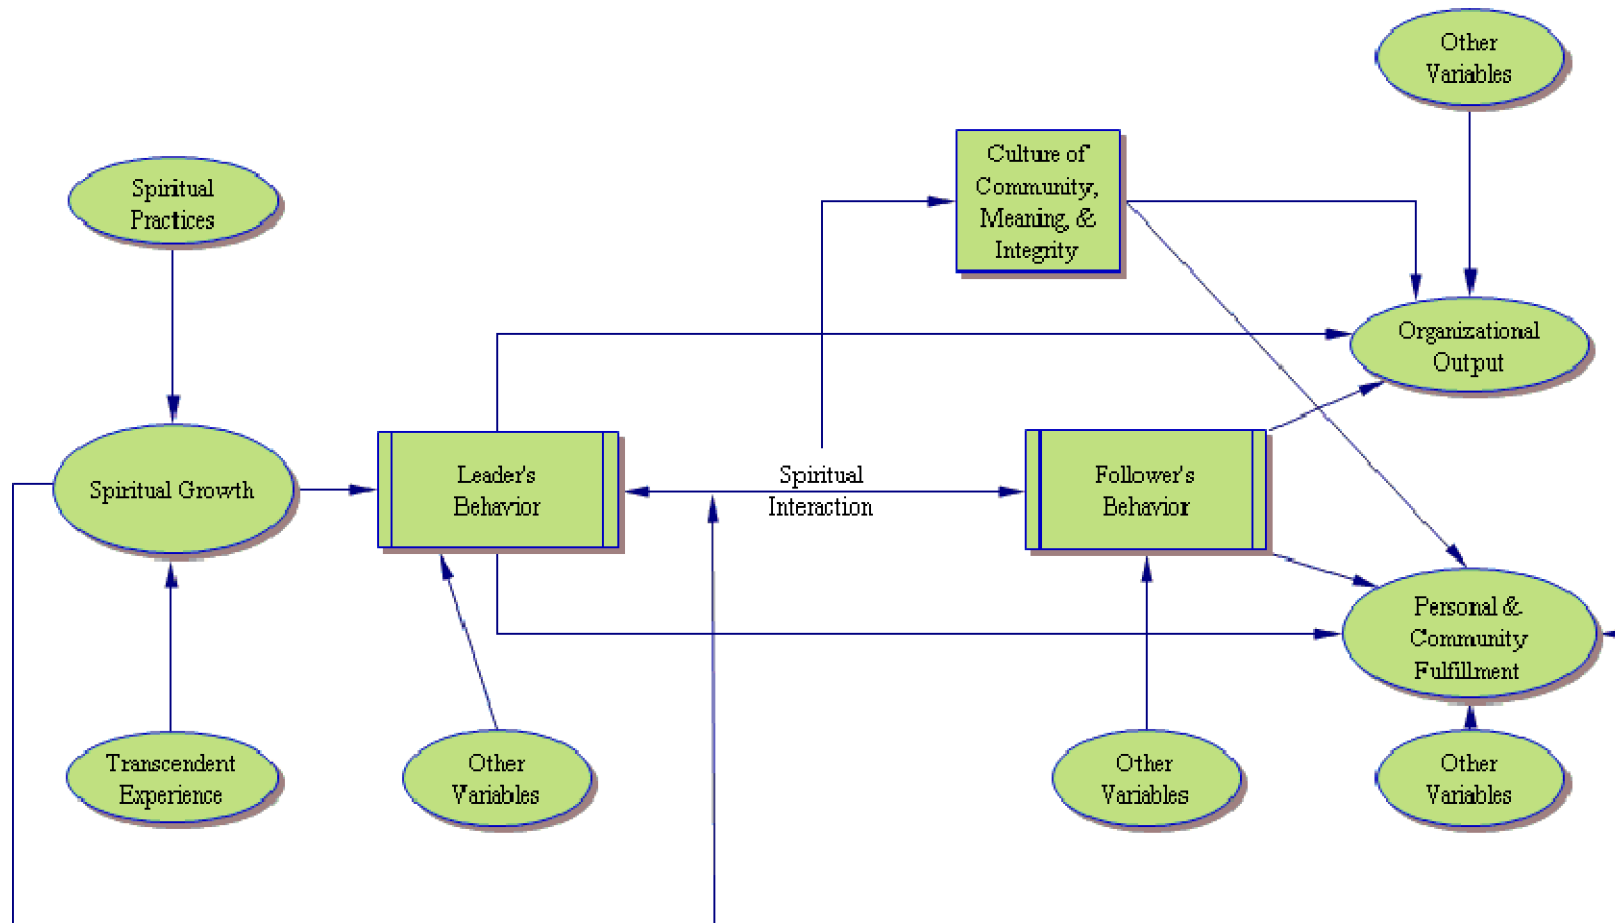 Other
Variables
Culture of
Community,
Meaning, &
Integrity
Spiritual
Practices
Organizational
Output
Spiritual Growth
Leader's
Behavior
Spiritual
Interaction
Follower's
Behavior
Personal &
Community
Fulfillment
Transcendent
Experience
Other
Variables
Other
Variables
Other
Variables